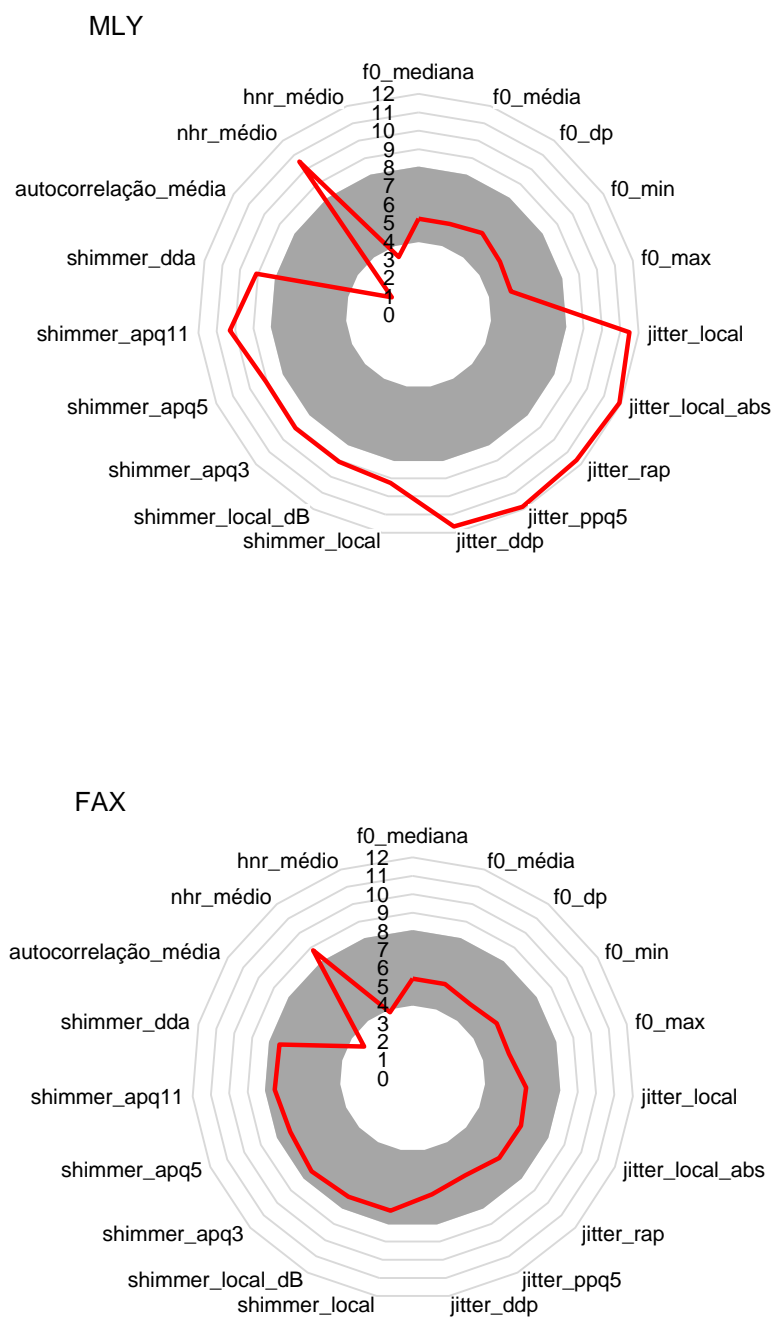 MLY
f0_mediana
f0_média
f0_dp
f0_min
f0_max
jitter_local
jitter_local_abs
jitter_rap
jitter_ppq5
jitter_ddp
shimmer_local
shimmer_local_dB
shimmer_apq3
shimmer_apq5
shimmer_apq11
shimmer_dda
autocorrelação_média
nhr_médio
hnr_médio
12
11
10
9
8
7
6
5
4
3
2
1
0
FAX
f0_mediana
f0_média
f0_dp
f0_min
f0_max
jitter_local
jitter_local_abs
jitter_rap
jitter_ppq5
jitter_ddp
shimmer_local
shimmer_local_dB
shimmer_apq3
shimmer_apq5
shimmer_apq11
shimmer_dda
autocorrelação_média
nhr_médio
hnr_médio
12
11
10
9
8
7
6
5
4
3
2
1
0